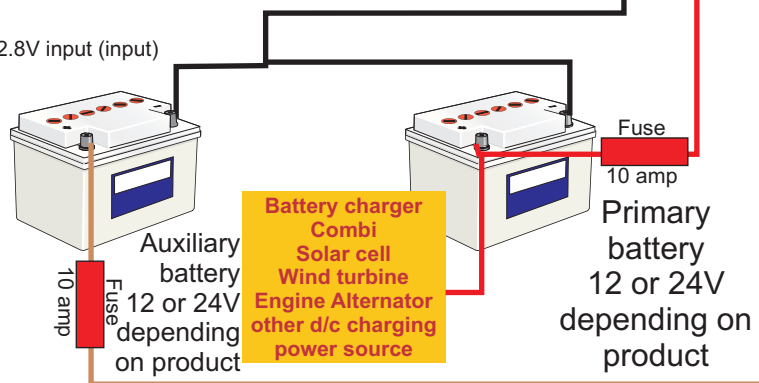 2.8V input (input)
Fuse
10 amp
Primary
battery
12 or 24V
depending on
product
Battery charger
Combi
Solar cell
Wind turbine
Engine Alternator
other d/c charging
power source
Auxiliary
battery
12 or 24V
depending
on product
Fuse
10 amp